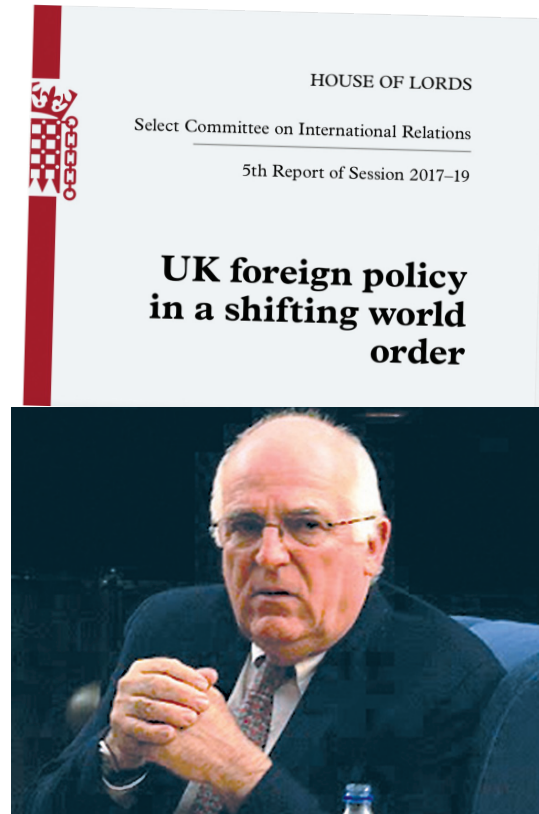 HOUSE OF LORDS
Select Committee on International Relations
5th Report of Session 2017–19
UK foreign policy
in a shifting world
order